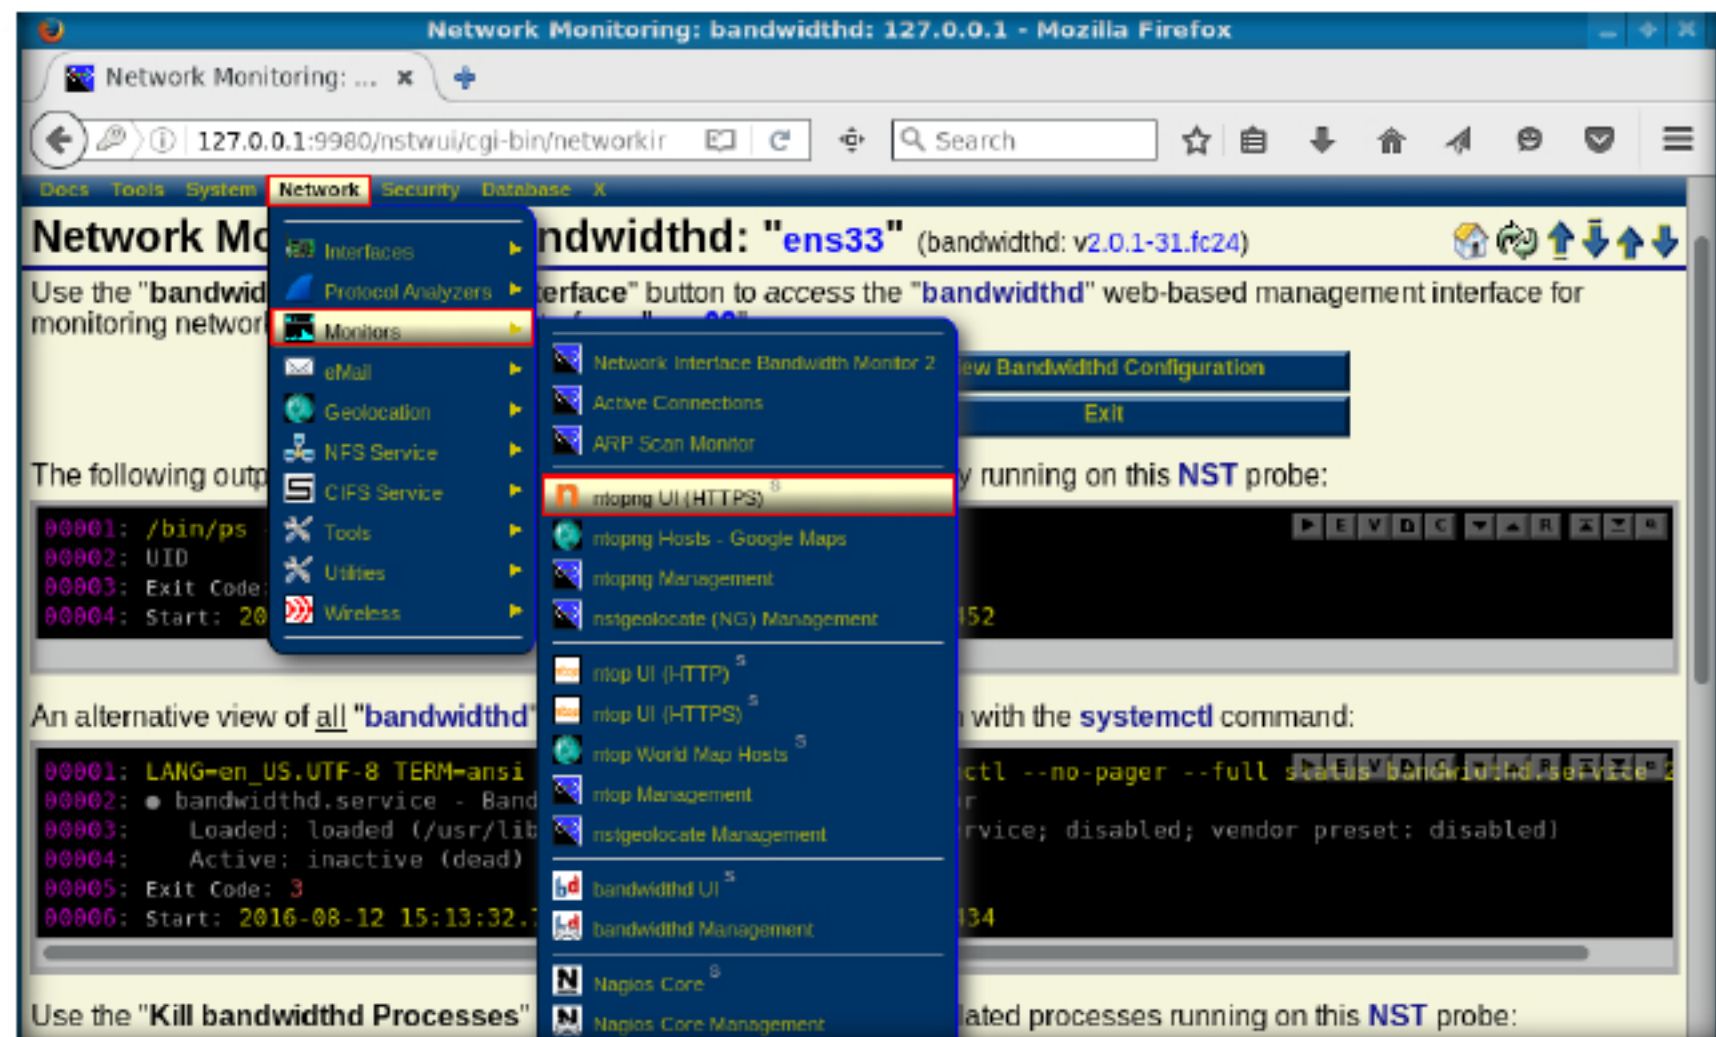 Network Monitoring: bandwidthd: 127.0.0.1 - Mozilla Firefox
Network Monitoring: ...
127.0.0.1:9980/nstwui/cgi-bin/networkir
Search
Docs Tools System Network Security Database X
Network Mo
ndwidthd: "ens33" (bandwidthd: v2.0.1-31.fc24)
Use the "bandwid
erface" button to access the "bandwidthd" web-based management interface for
monitoring networ
Interfaces
Protocol Analyzers
Monitors
eMail
Geolocation
NFS Service
CIFS Service
Tools
Utilities
Wireless
Network Interface Bandwidth Monitor 2
Active Connections
ARP Scan Monitor
ntopng UI (HTTPS) S
ntopng Hosts - Google Maps
ntopng Management
nstgeolocate (NG) Management
ntop UI (HTTP) S
ntop UI (HTTPS) S
ntop World Map Hosts S
ntop Management
nstgeolocate Management
bandwidthd UI S
bandwidthd Management
Nagios Core S
Nagios Core Management
ew Bandwidthd Configuration
Exit
The following outp
y running on this NST probe:
00001: /bin/ps
00002: UID
00003: Exit Code:
00004: Start: 20
452
E V D C R
An alternative view of all "bandwidthd"
with the systemctl command:
00001: LANG=en_US.UTF-8 TERM=ansi
ctl --no-pager --full status bandwidthd.service 2
00002: ● bandwidthd.service - Band
r
00003: Loaded: loaded (/usr/lib
rvice; disabled; vendor preset: disabled)
00004: Active: inactive (dead)
00005: Exit Code: 3
00006: Start: 2016-08-12 15:13:32.
434
Use the "Kill bandwidthd Processes"
lated processes running on this NST probe: